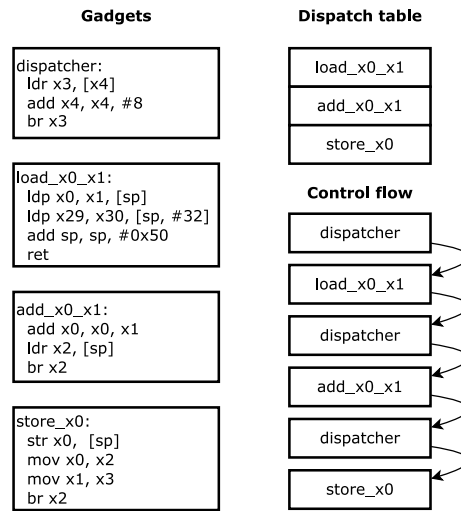 Gadgets
dispatcher:
ldr x3, [x4]
add x4, x4, #8
br x3
load_x0_x1:
ldp x0, x1, [sp]
ldp x29, x30, [sp, #32]
add sp, sp, #0x50
ret
add_x0_x1:
add x0, x0, x1
ldr x2, [sp]
br x2
store_x0:
str x0, [sp]
mov x0, x2
mov x1, x3
br x2
Dispatch table
load_x0_x1
add_x0_x1
store_x0
Control flow
dispatcher
load_x0_x1
dispatcher
add_x0_x1
dispatcher
store_x0